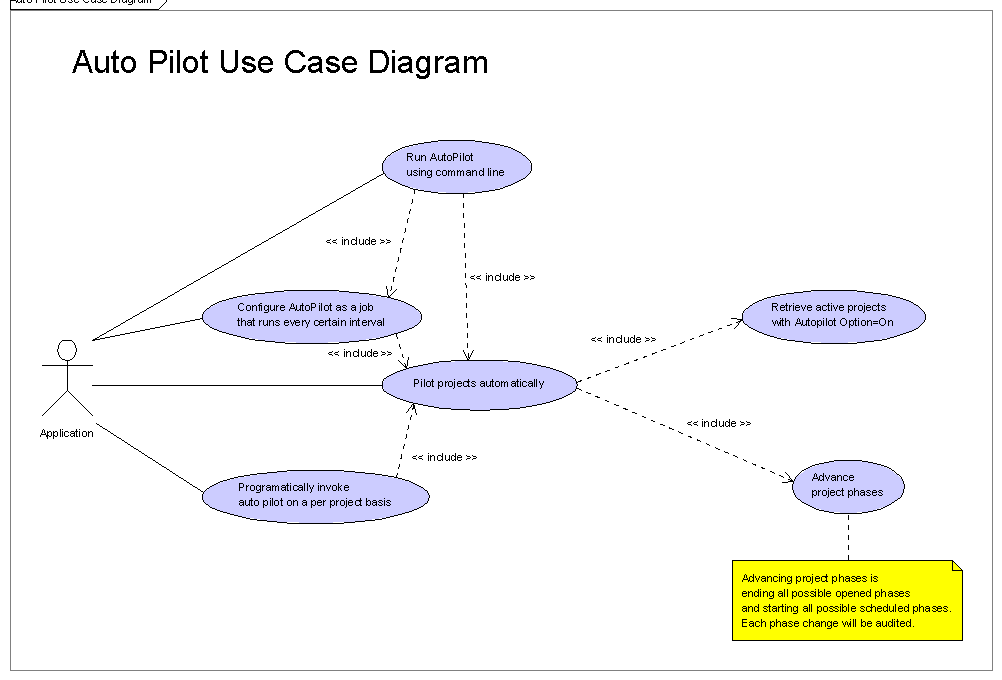 Auto Pilot Use Case Diagram
Auto Pilot Use Case Diagram
Run AutoPilot
using command line
<< include >>
<< include >>
Configure AutoPilot as a job
that runs every certain interval
Retrieve active projects
with Autopilot Option=On
<< include >>
<< include >>
Pilot projects automatically
Application
<< include >>
<< include >>
Programatically invoke
auto pilot on a per project basis
Advance
project phases
Advancing project phases is
ending all possible opened phases
and starting all possible scheduled phases.
Each phase change will be audited.